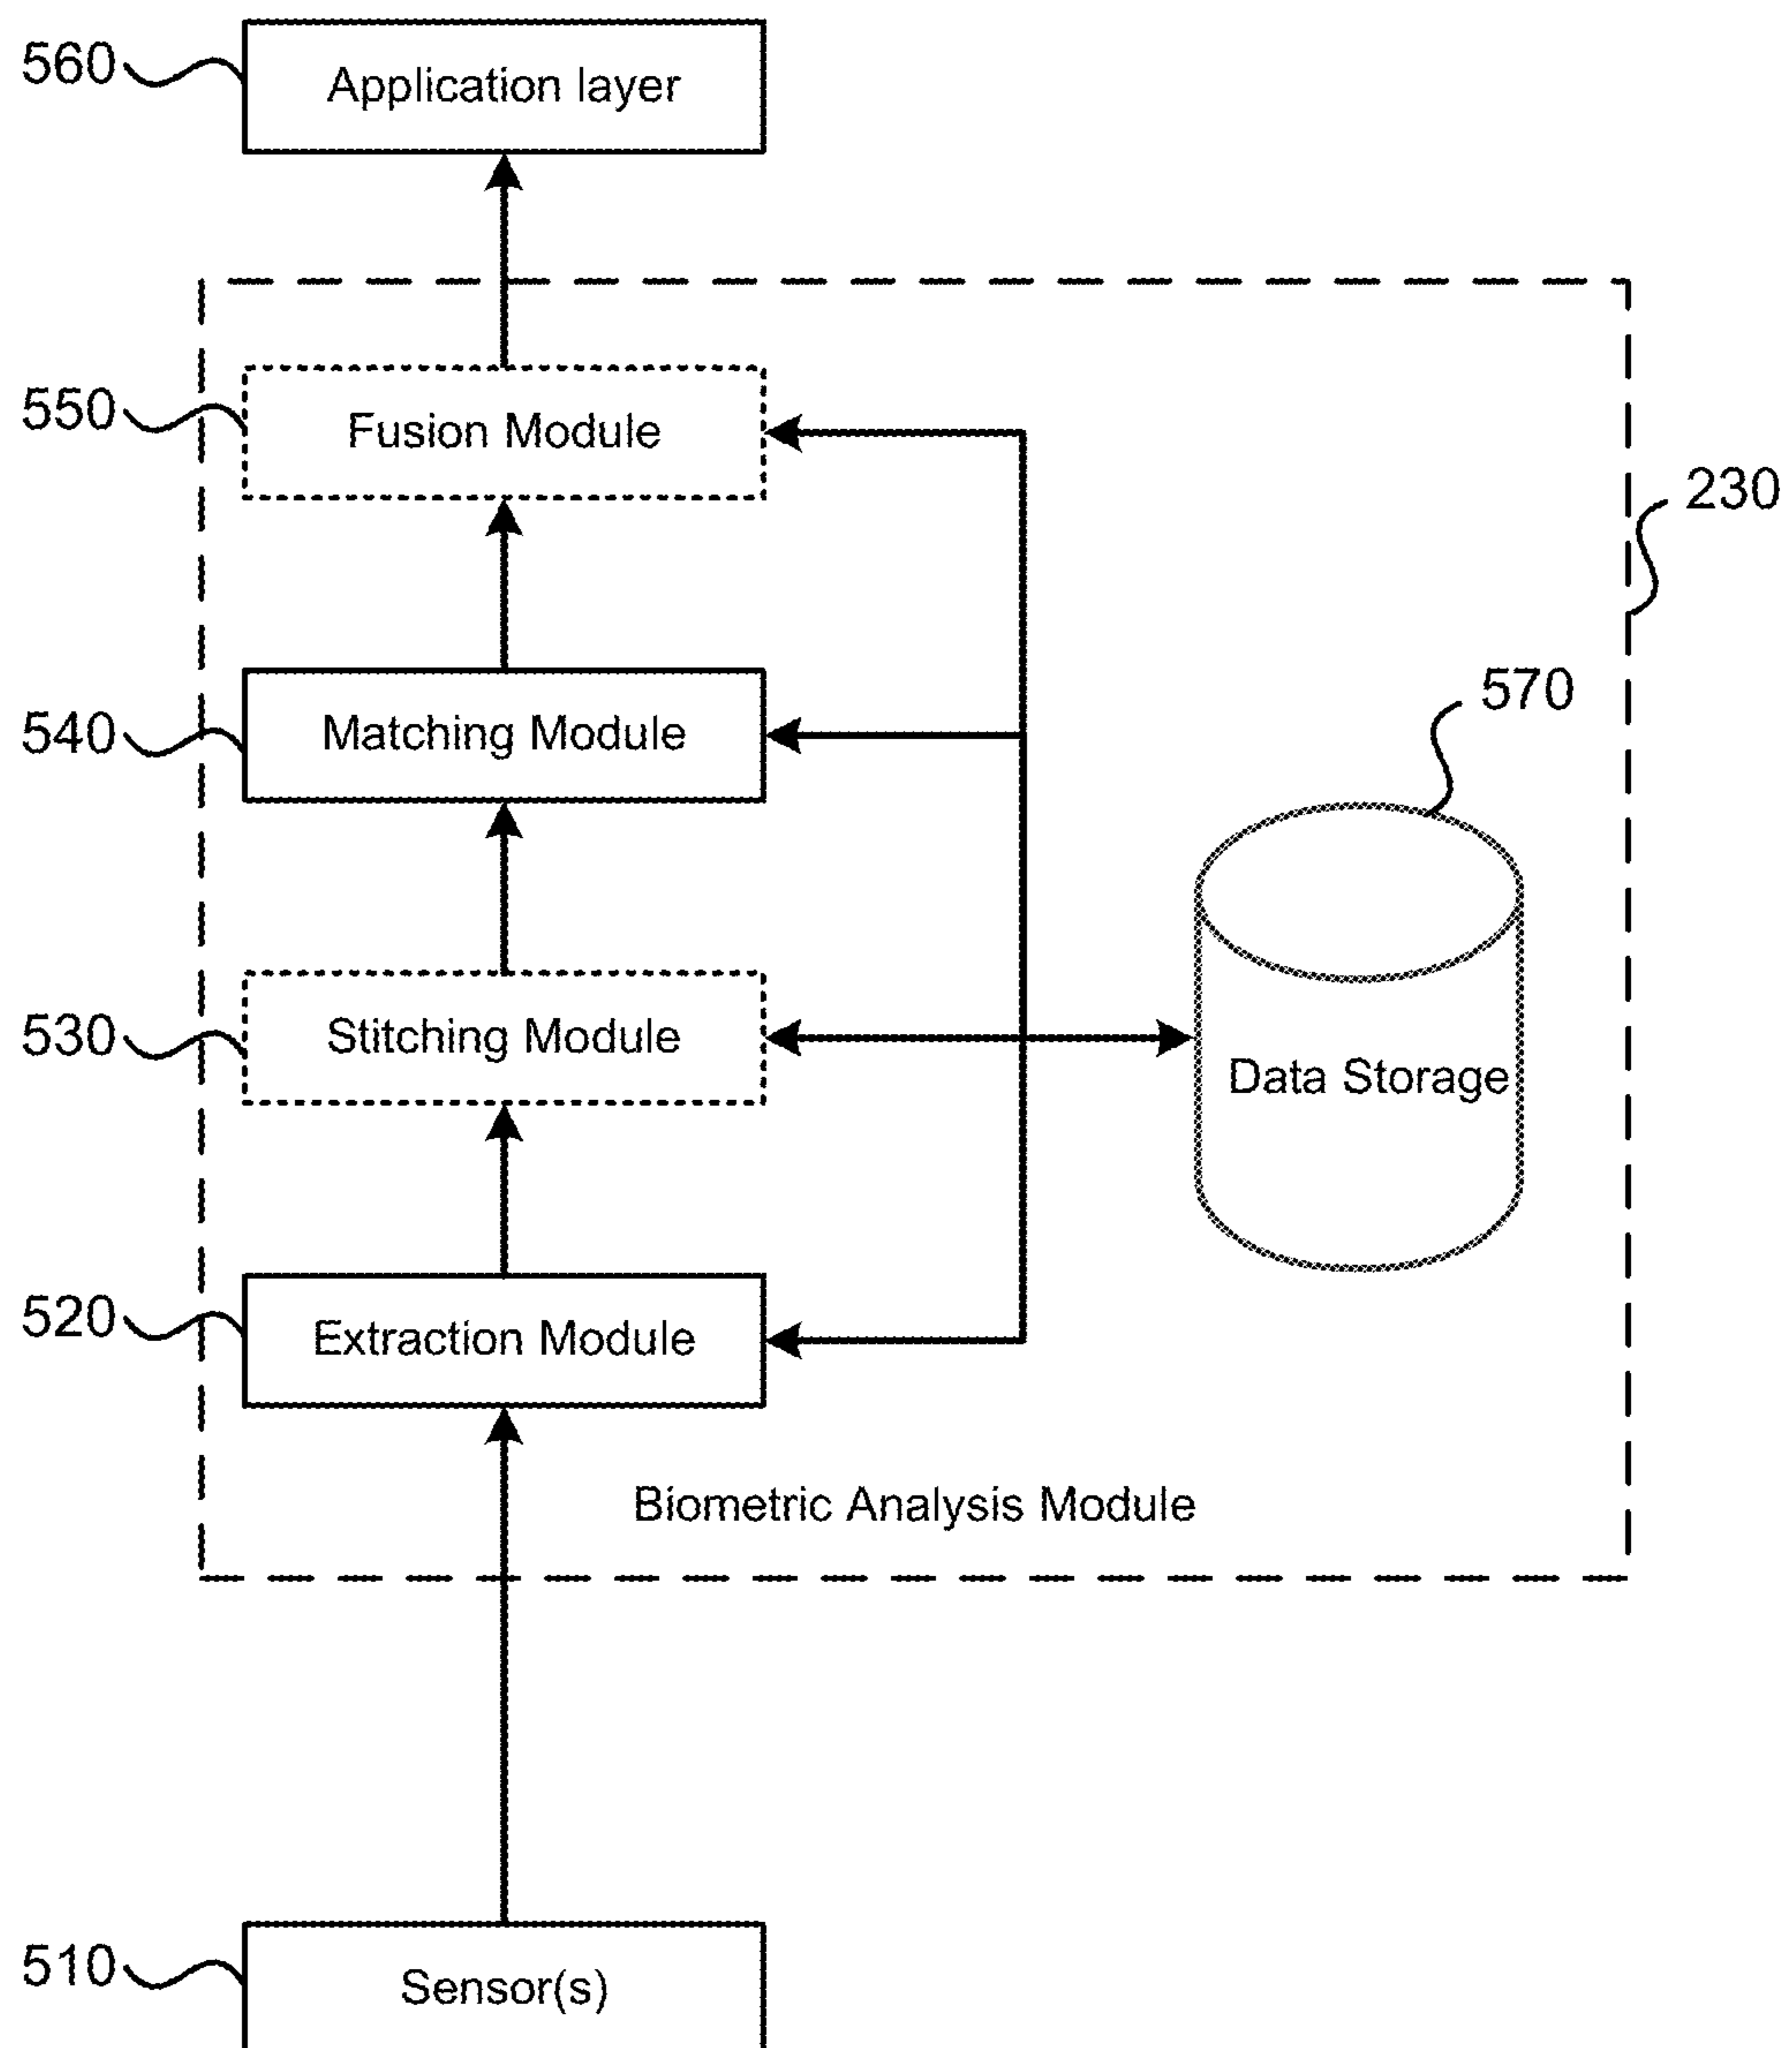 560
Application layer
550
Fusion Module
230
540
Matching Module
570
530
Stitching Module
Data Storage
520
Extraction Module
Biometric Analysis Module
510
Sensor(s)